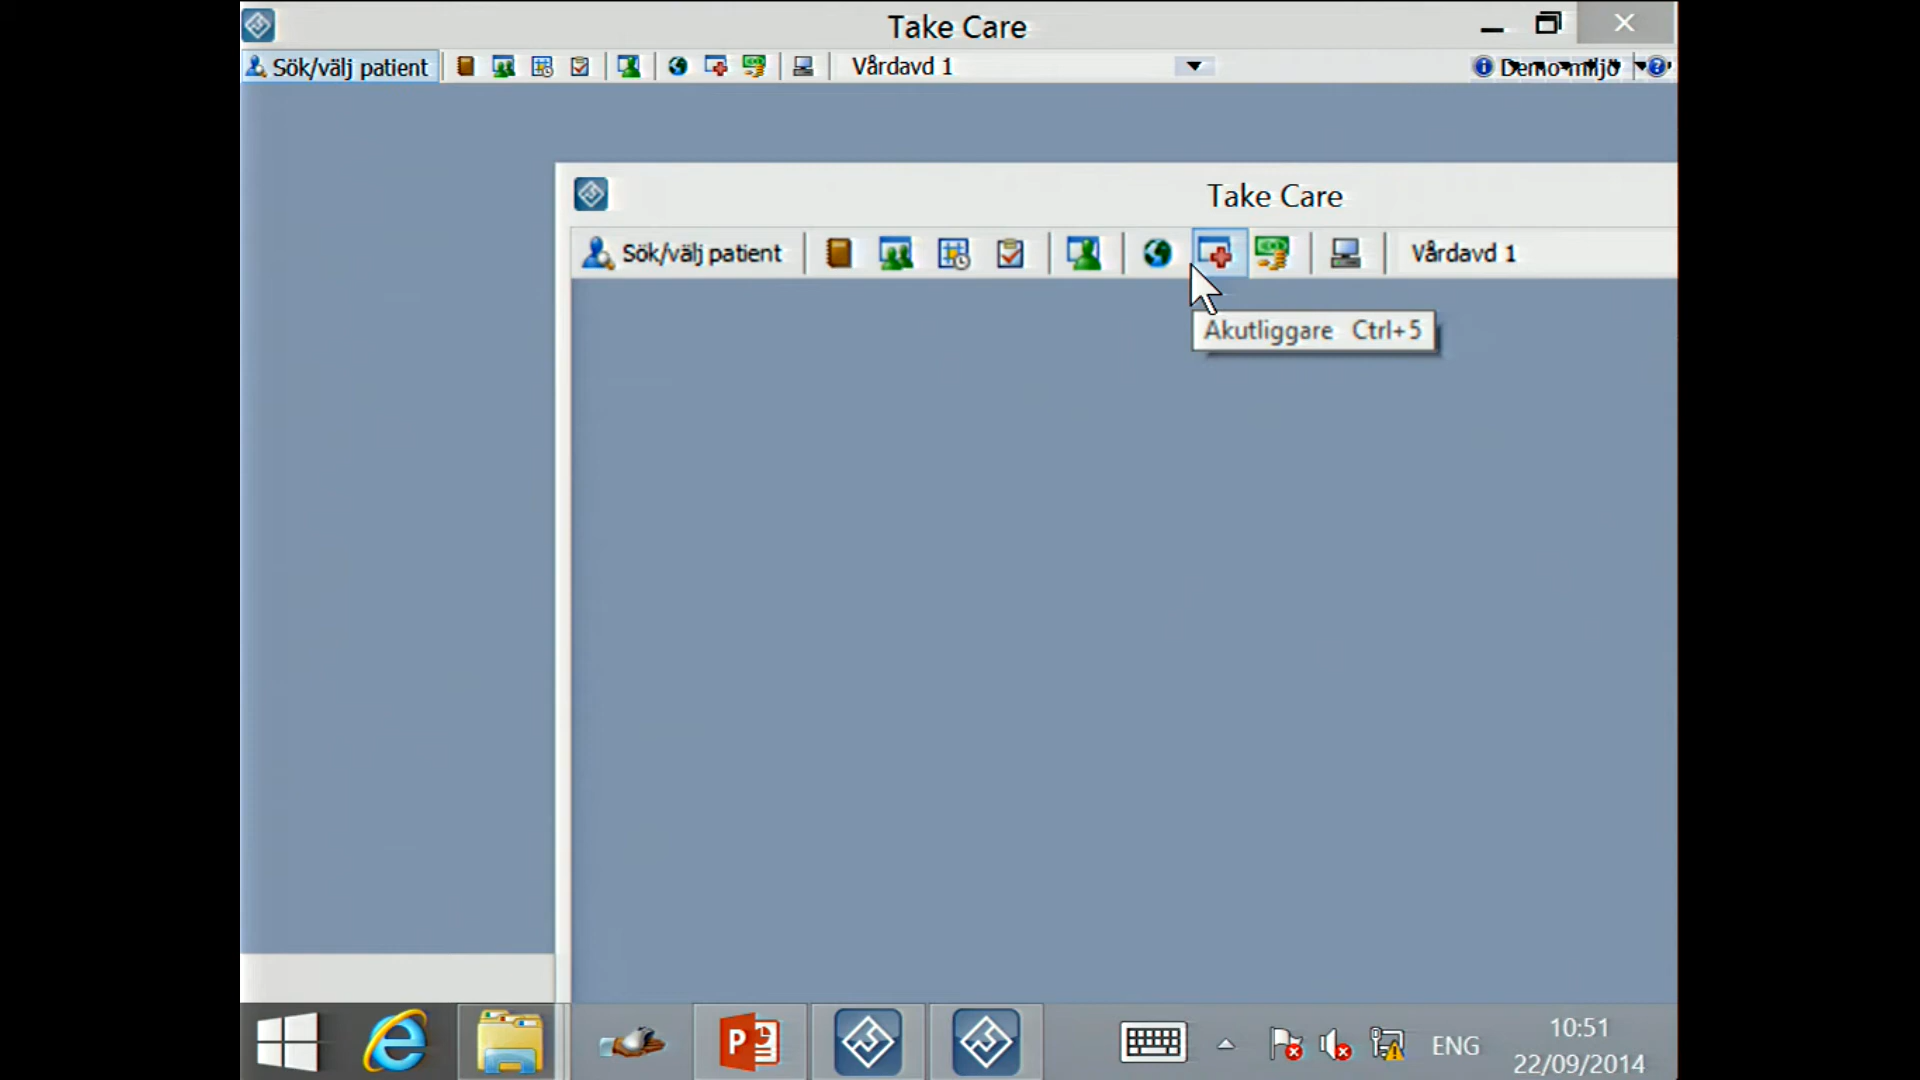 Take Care
Sök/välj patient
Vårdavd 1
Demo-miljö
Take Care
Sök/välj patient
Vårdavd 1
Akutliggare Ctrl+5
ENG
10:51
22/09/2014